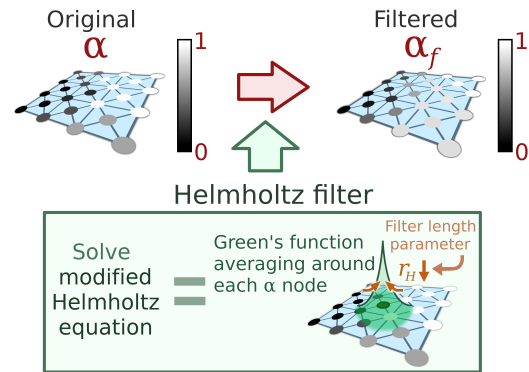 Original
Filtered
α
α_f
1
0
1
0
Helmholtz filter
Solve
modified
Helmholtz
equation
=
Green's function
averaging around
each α node
Filter length
parameter
r_H